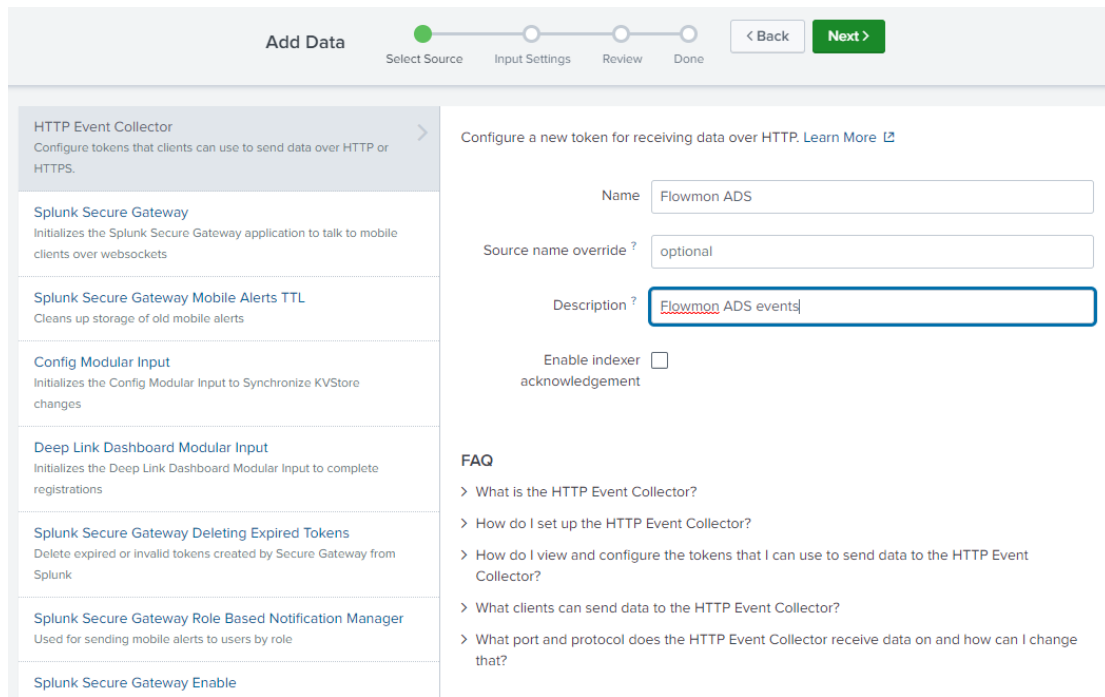 Add Data
Select Source
Input Settings
Review
Done
< Back
Next >
HTTP Event Collector
Configure tokens that clients can use to send data over HTTP or
HTTPS.
Splunk Secure Gateway
Initializes the Splunk Secure Gateway application to talk to mobile
clients over websockets
Splunk Secure Gateway Mobile Alerts TTL
Cleans up storage of old mobile alerts
Config Modular Input
Initializes the Config Modular Input to Synchronize KVStore
changes
Deep Link Dashboard Modular Input
Initializes the Deep Link Dashboard Modular Input to complete
registrations
Splunk Secure Gateway Deleting Expired Tokens
Delete expired or invalid tokens created by Secure Gateway from
Splunk
Splunk Secure Gateway Role Based Notification Manager
Used for sending mobile alerts to users by role
Splunk Secure Gateway Enable
Configure a new token for receiving data over HTTP. Learn More
Name
Flowmon ADS
Source name override ?
optional
Description ?
Flowmon ADS events
Enable indexer
acknowledgement
FAQ
> What is the HTTP Event Collector?
> How do I set up the HTTP Event Collector?
> How do I view and configure the tokens that I can use to send data to the HTTP Event
Collector?
> What clients can send data to the HTTP Event Collector?
> What port and protocol does the HTTP Event Collector receive data on and how can I change
that?